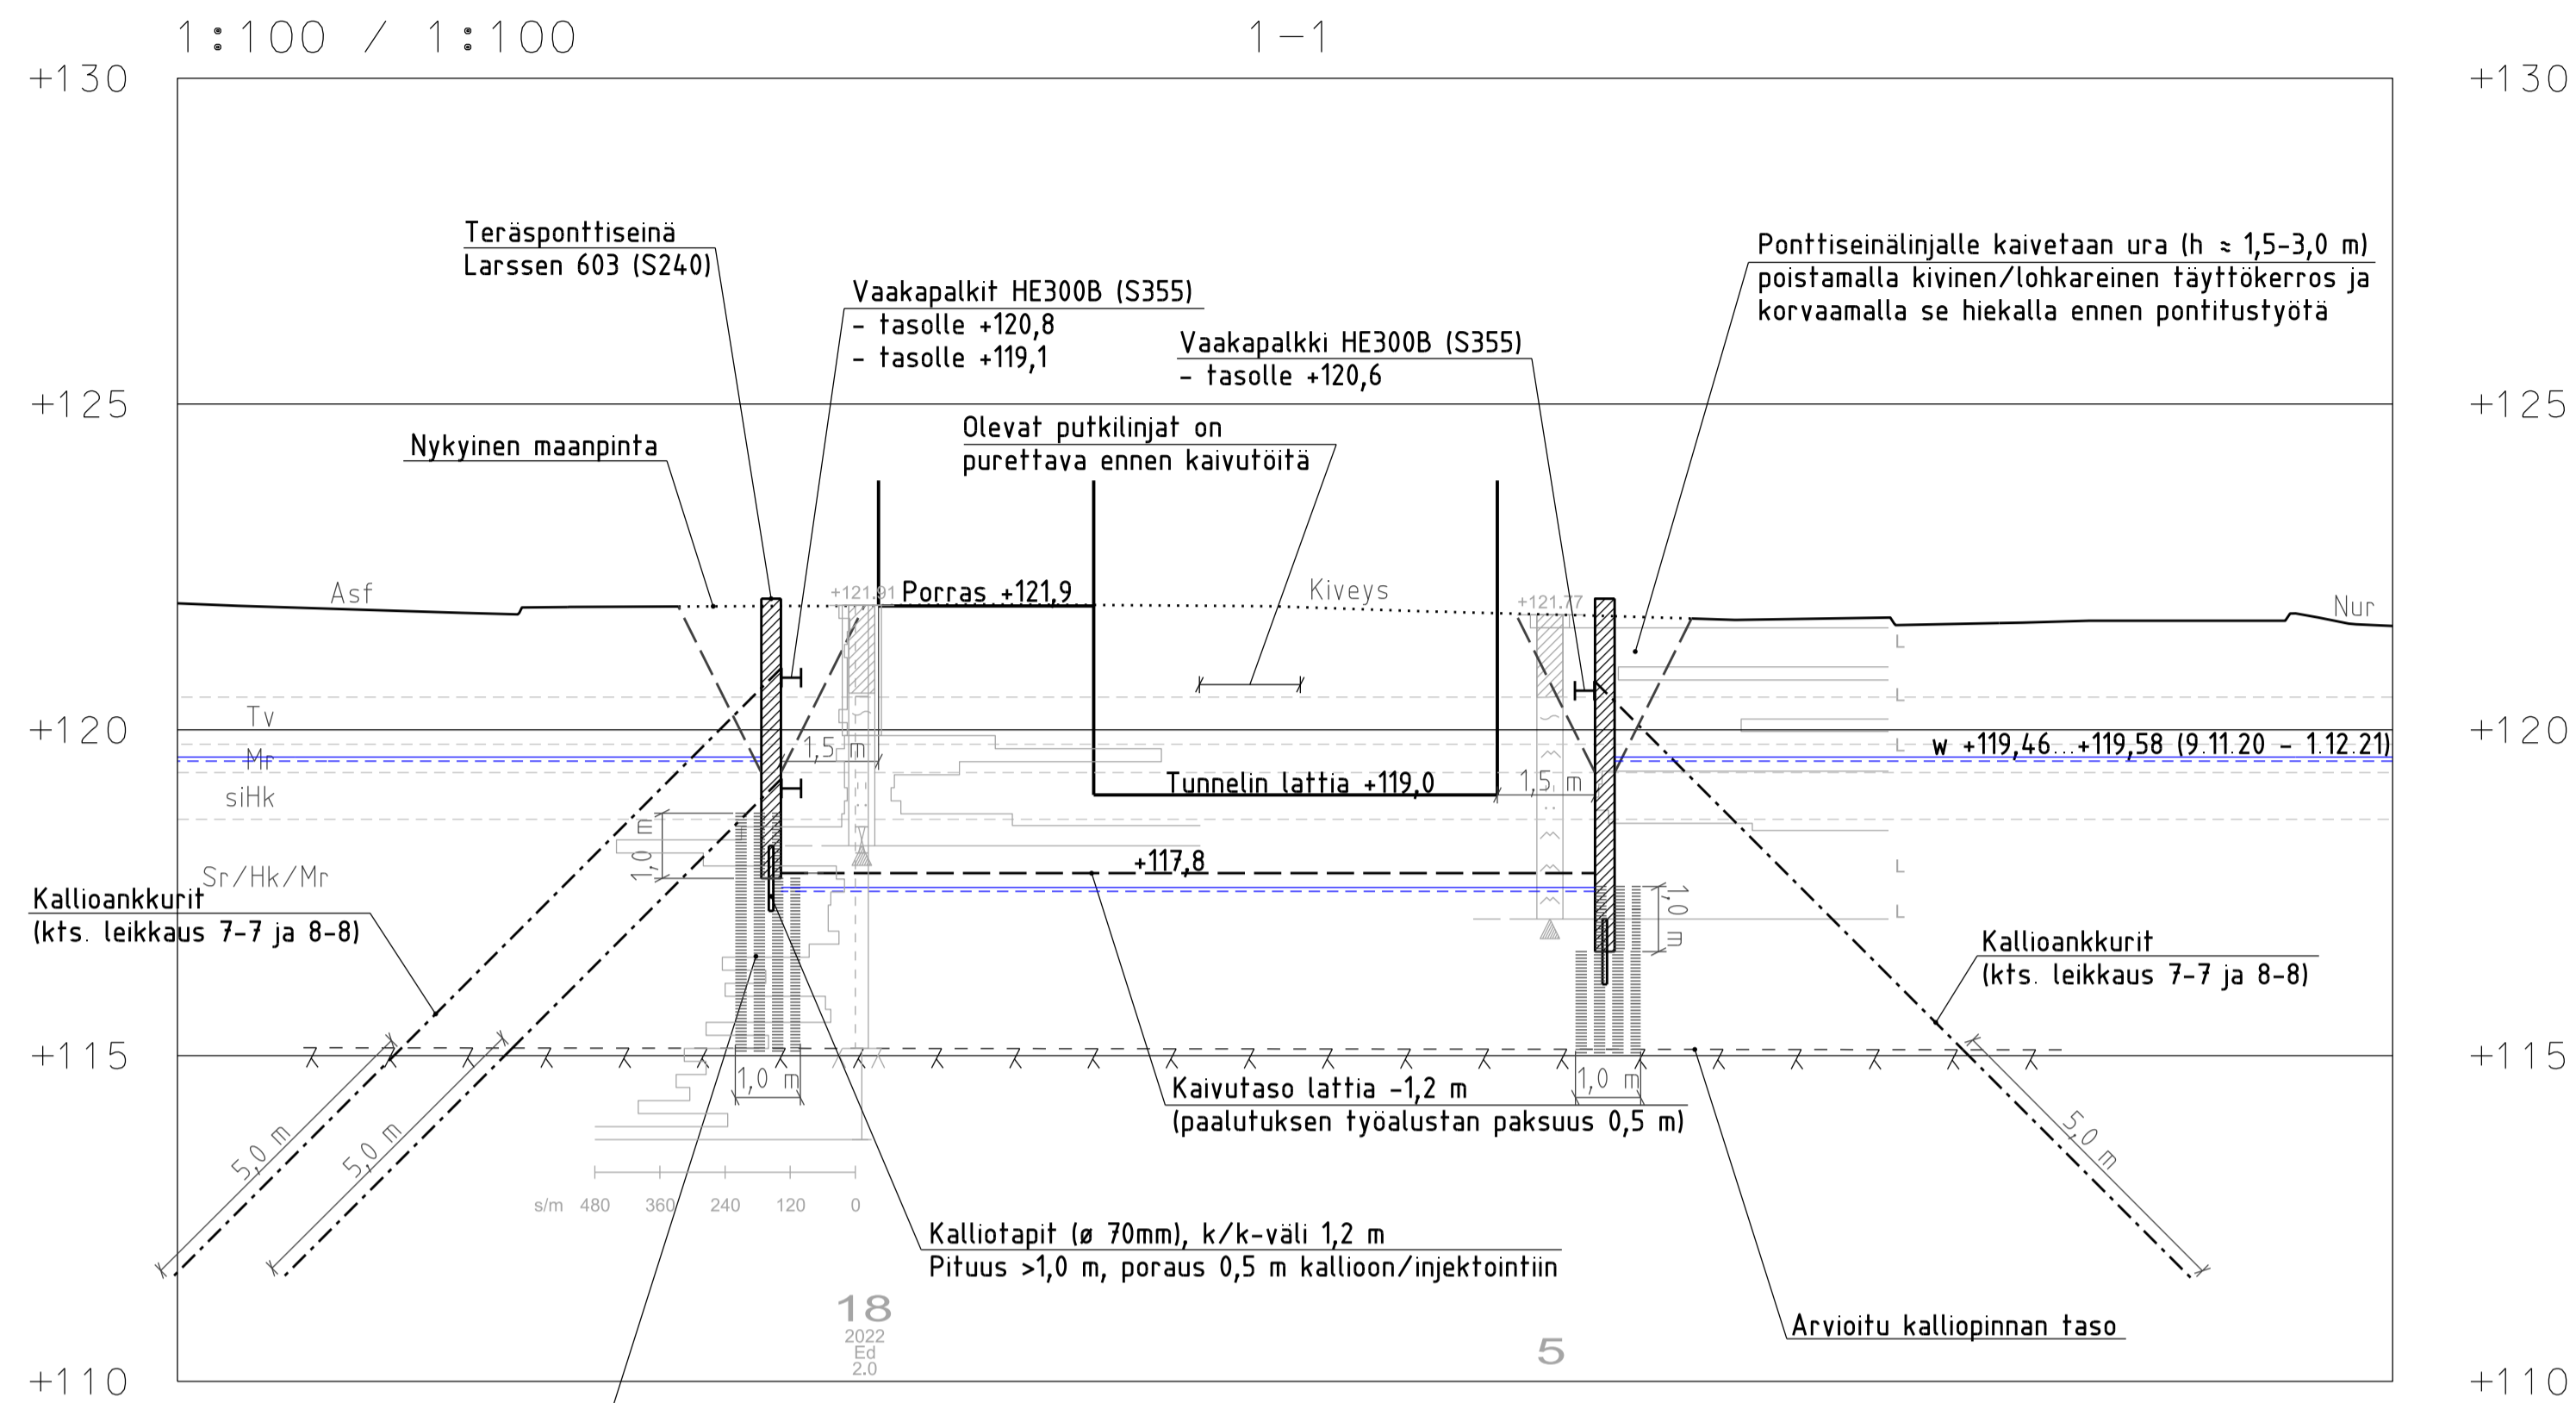 1:100 / 1:100
1-1
+130
+130
Teräsponttiseinä
Larssen 603 (S240)
Vaakapalkit HE300B (S355)
- tasolle +120,8
- tasolle +119,1
Vaakapalkki HE300B (S355)
- tasolle +120,6
Ponttiseinälinjalle kaivetaan ura (h ≈ 1,5-3,0 m)
poistamalla kivinen/lohkareinen täyttökerros ja
korvaamalla se hiekalla ennen pontitustyötä
+125
+125
Nykyinen maanpinta
Olevat putkilinjat on
purettava ennen kaivutöitä
Asf
+121.91
Porras +121,9
Kiveys
+121.77
Nur
L
L
Tv
+120
+120
Mr
1,5 m
L
w +119,46...+119,58 (9.11.20 - 1.12.21)
siHk
Tunnelin lattia +119,0
1,5 m
1,0 m
+117,8
L
Sr/Hk/Mr
Kallioankkurit
(kts. leikkaus 7-7 ja 8-8)
1,0 m
L
Kallioankkurit
(kts. leikkaus 7-7 ja 8-8)
+115
+115
1,0 m
1,0 m
Kaivutaso lattia -1,2 m
(paalutuksen työalustan paksuus 0,5 m)
5,0 m
5,0 m
5,0 m
s/m 480 360 240 120 0
Kalliotapit (ø 70mm), k/k-väli 1,2 m
Pituus >1,0 m, poraus 0,5 m kallioon/injektointiin
18
2022
Ed
2.0
5
Arvioitu kalliopinnan taso
+110
+110